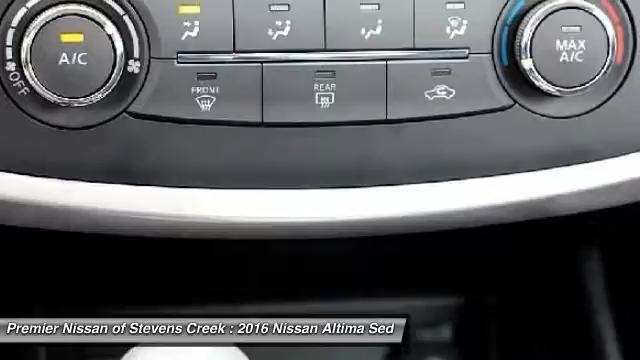 A/C
OFF
MAX
A/C
FRONT
REAR
Premier Nissan of Stevens Creek : 2016 Nissan Altima Sed